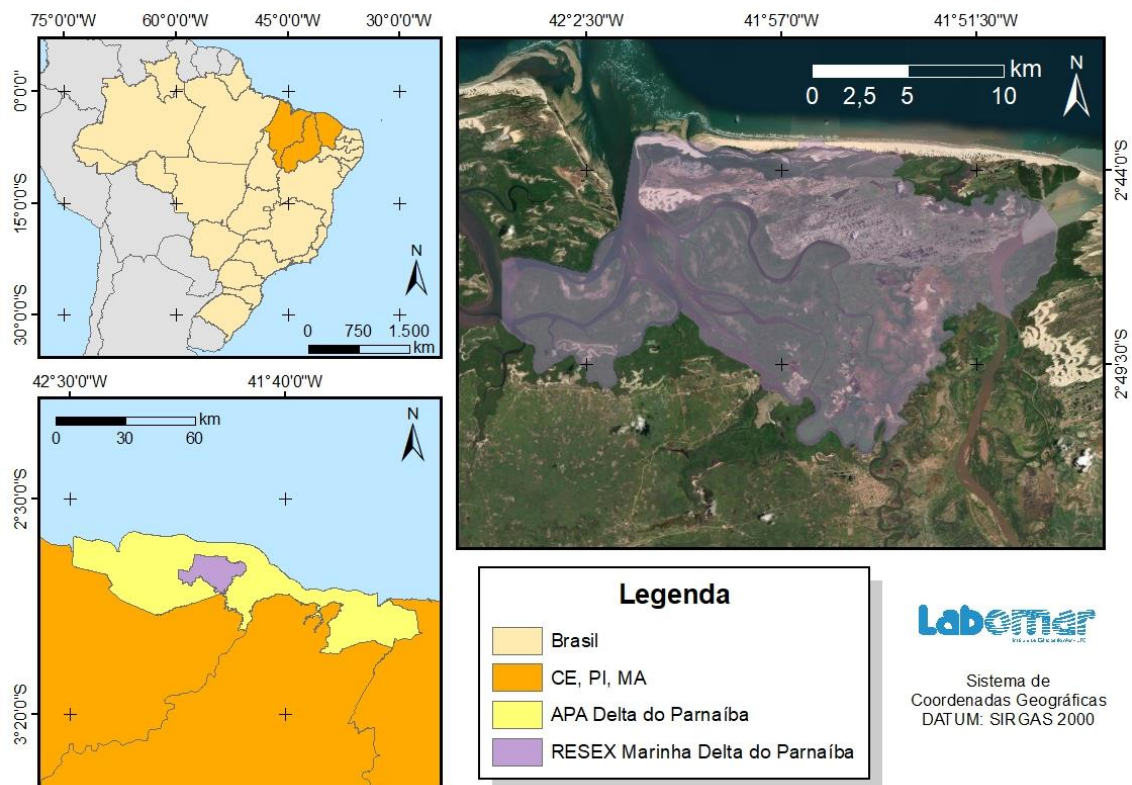 75°0'0"W 60°0'0"W 45°0'0"W 30°0'0"W
0°0'0"
15°0'0"S
30°0'0"S
N
0 750 1.500
km
42°2'30"W 41°57'0"W 41°51'30"W
km
0 2,5 5 10
N
2°44'0"S
2°49'30"S
42°30'0"W 41°40'0"W
km
0 30 60
N
2°30'0"S
3°20'0"S
Legenda
Brasil
CE, PI, MA
APA Delta do Parnaíba
RESEX Marinha Delta do Parnaíba
Labomar
Sistema de
Coordenadas Geográficas
DATUM: SIRGAS 2000